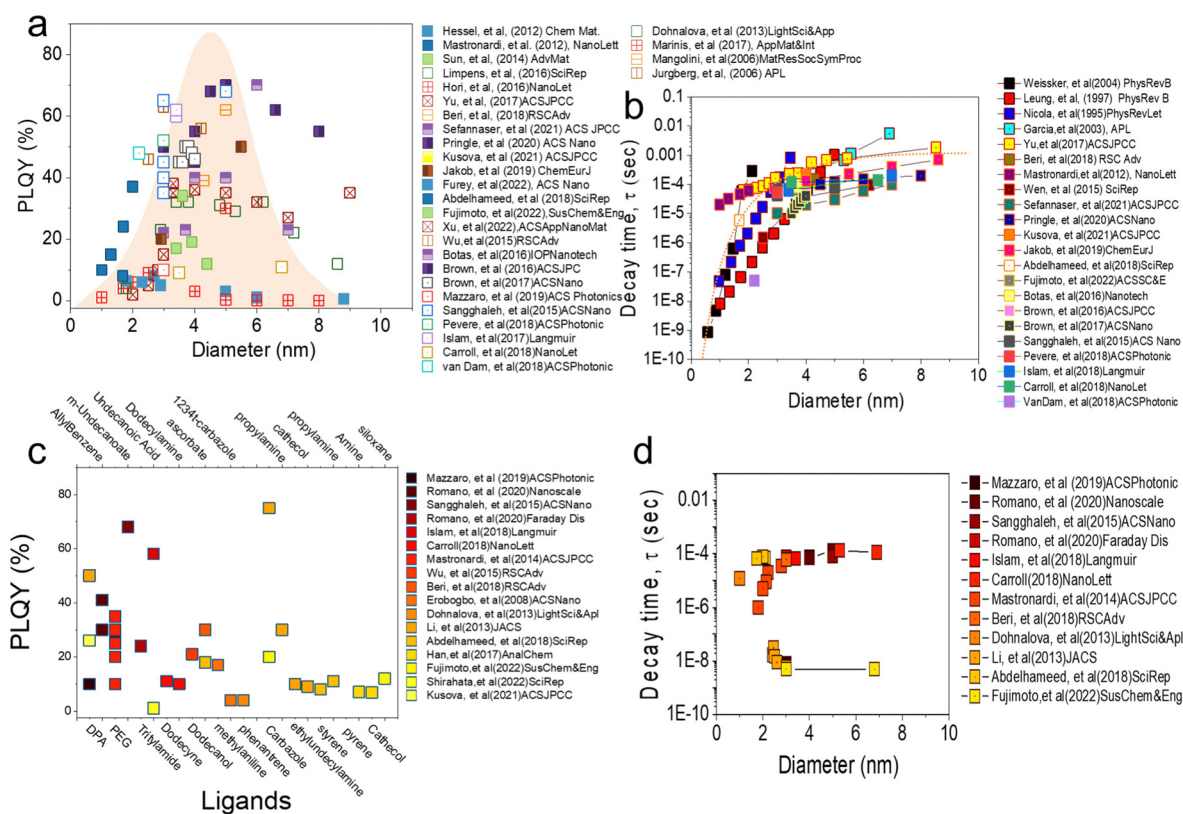 a
PLQY (%)
80
60
40
20
0
0
2
4
6
8
10
Diameter (nm)
Hessel, et al, (2012) Chem Mat.
Mastronardi, et al. (2012), NanoLett
Sun, et al, (2014) AdvMat
Limpens, et al, (2016)SciRep
Hori, et al, (2016)NanoLet
Yu, et al, (2017)ACSJPCC
Beri, et al, (2018)RSCAdv
Sefannaser, et al (2021) ACS JPCC
Pringle, et al (2020) ACS Nano
Kusova, et al (2021) ACSJPCC
Jakob, et al (2019) ChemEurJ
Furey, et al (2022), ACS Nano
Abdelhameed, et al (2018)SciRep
Fujimoto, et al (2022),SusChem&Eng
Xu, et al (2022),ACSAppNanoMat
Wu, et al(2015)RSCAdv
Botas, et al (2016)IOPNanotech
Brown, et al (2016)ACSJPC
Brown, et al (2017)ACSNano
Mazzaro, et al (2019)ACS Photonics
Sangghaleh, et al(2015)ACSNano
Pevere, et al (2018)ACSPhotonic
Islam, et al(2017)Langmuir
Carroll, et al(2018)NanoLet
van Dam, et al(2018)ACSPhotonic
Dohnalova, et al (2013)LightSci&App
Marinis, et al (2017), AppMat&Int
Mangolini, et al(2006)MatResSocSymProc
Jurgberg, et al, (2006) APL
b
Decay time, τ (sec)
0.1
0.01
0.001
1E-4
1E-5
1E-6
1E-7
1E-8
1E-9
1E-10
0
2
4
6
8
10
Diameter (nm)
Weissker, et al(2004) PhysRevB
Leung, et al, (1997) PhysRev B
Nicola, et al(1995)PhysRevLet
Garcia,et al(2003), APL
Yu,et al(2017)ACSJPCC
Beri, et al(2018) RSC Adv
Mastronardi,et al(2012), NanoLett
Wen, et al (2015) SciRep
Sefannaser, et al(2021)ACSJPCC
Pringle, et al(2020)ACSNano
Kusova, et al(2021)ACSJPCC
Jakob, et al(2019)ChemEurJ
Abdelhameed, et al(2018)SciRep
Fujimoto, et al(2022)ACSSC&E
Botas, et al(2016)Nanotech
Brown, et al(2016)ACSJPCC
Brown, et al(2017)ACSNano
Sangghaleh, et al(2015)ACS Nano
Pevere, et al(2018)ACSPhotonic
Islam, et al(2018)Langmuir
Carroll, et al(2018)NanoLet
VanDam, et al(2018)ACSPhotonic
c
AllylBenzene
m-Undecanoate
Undecanoic Acid
Dodecylamine
ascorbate
1234t-carbazole
propylamine
cathecol
propylmine
Amine
siloxane
PLQY (%)
80
60
40
20
0
DPA
PEG
Tritylamide
Dodecyne
Dodecanol
methylaniline
phenantrene
Carbazole
ethylundecylamine
styrene
pyrene
Cathecol
Ligands
Mazzaro, et al (2019)ACSPhotonic
Romano, et al (2020)Nanoscale
Sangghaleh, et al(2015)ACSNano
Romano, et al(2020)Faraday Dis
Islam, et al(2018)Langmuir
Carroll(2018)NanoLett
Mastronardi, et al(2014)ACSJPCC
Wu, et al(2015)RSCAdv
Beri, et al(2018)RSCAdv
Erobogbo, et al(2008)ACSNano
Dohnalova, et al(2013)LightSci&Apl
Li, et al(2013)JACS
Abdelhameed, et al(2018)SciRep
Han,et al(2017)AnalChem
Fujimoto,et al(2022)SusChem&Eng
Shirahata,et al(2022)SciRep
Kusova, et al(2021)ACSJPCC
d
Decay time, τ (sec)
0.01
1E-4
1E-6
1E-8
1E-10
0
2
4
6
8
10
Diameter (nm)
Mazzaro, et al (2019)ACSPhotonic
Romano, et al (2020)Nanoscale
Sangghaleh, et al(2015)ACSNano
Romano, et al(2020)Faraday Dis
Islam, et al(2018)Langmuir
Carroll(2018)NanoLett
Mastronardi, et al(2014)ACSJPCC
Beri, et al(2018)RSCAdv
Dohnalova, et al(2013)LightSci&Apl
Li, et al(2013)JACS
Abdelhameed, et al(2018)SciRep
Fujimoto,et al(2022)SusChem&Eng